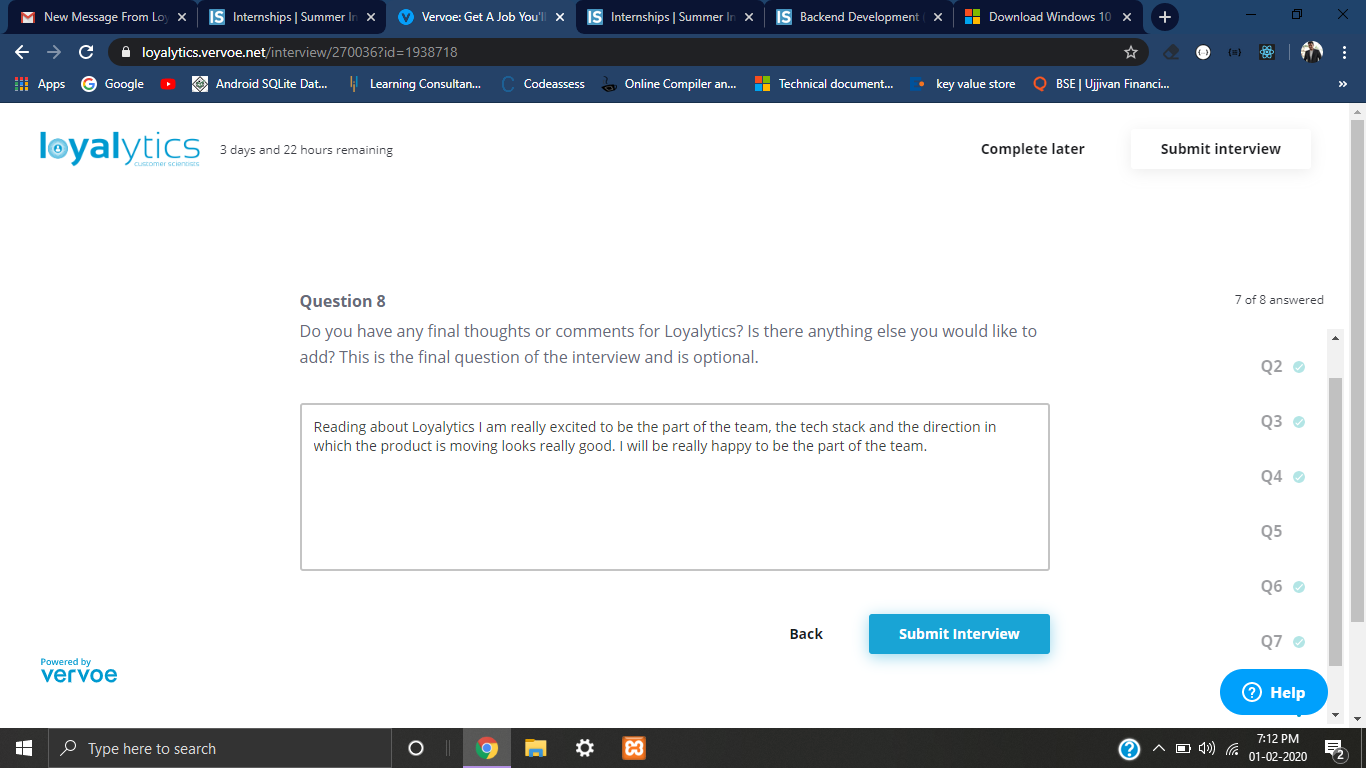 New Message From Loy
Internships | Summer In
Vervoe: Get A Job You'll
Internships | Summer In
Backend Development
Download Windows 10
loyalytics.vervoe.net/interview/270036?id=1938718
Apps
Google
Android SQLite Dat...
Learning Consultan...
Codeassess
Online Compiler an...
Technical document...
key value store
BSE | Ujjivan Financi...
»
loyalytics
customer scientists
3 days and 22 hours remaining
Complete later
Submit interview
Question 8
7 of 8 answered
Do you have any final thoughts or comments for Loyalytics? Is there anything else you would like to
add? This is the final question of the interview and is optional.
Reading about Loyalytics I am really excited to be the part of the team, the tech stack and the direction in
which the product is moving looks really good. I will be really happy to be the part of the team.
Q2
Q3
Q4
Q5
Q6
Q7
Back
Submit Interview
Powered by
vervoe
? Help
Type here to search
7:12 PM
01-02-2020
2